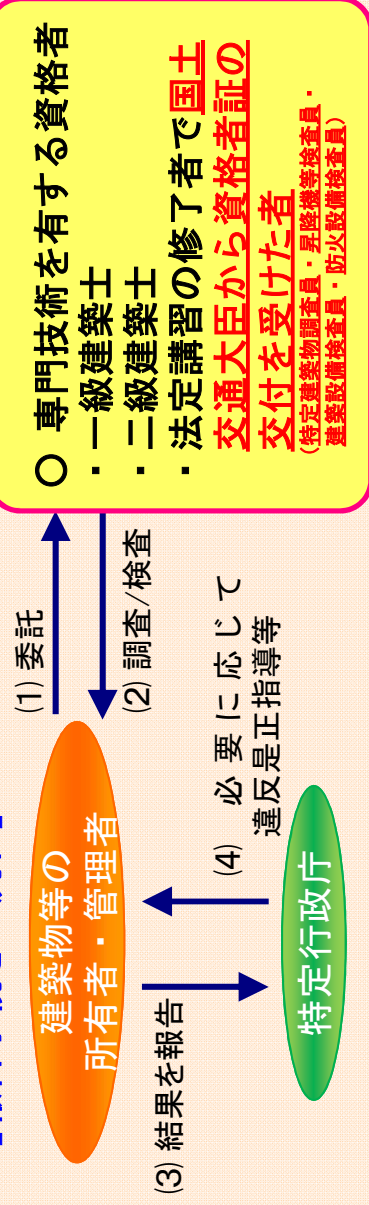 建築物等の
所有者・管理者
(1) 委託
(2) 調査/検査
○ 専門技術を有する資格者
・一級建築士
・二級建築士
・法定講習の修了者で国土
交通大臣から資格者証の
交付を受けた者
(特定建築物調査員・昇降機等検査員・
建築設備検査員・防火設備検査員)
(3) 結果を報告
(4) 必要に応じて
違反是正指導等
特定行政庁